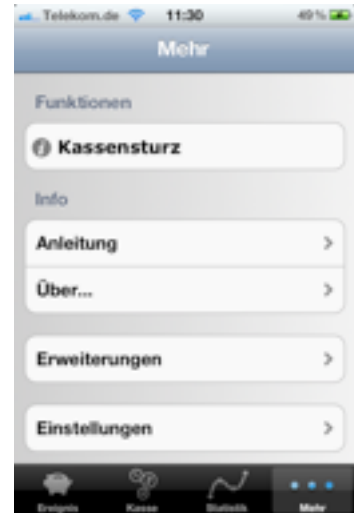 Telekom.de 11:30 49 %
Mehr
Funktionen
Kassensturz
Info
Anleitung
Über...
Erweiterungen
Einstellungen
Ereignis Kasse Statistik Mehr